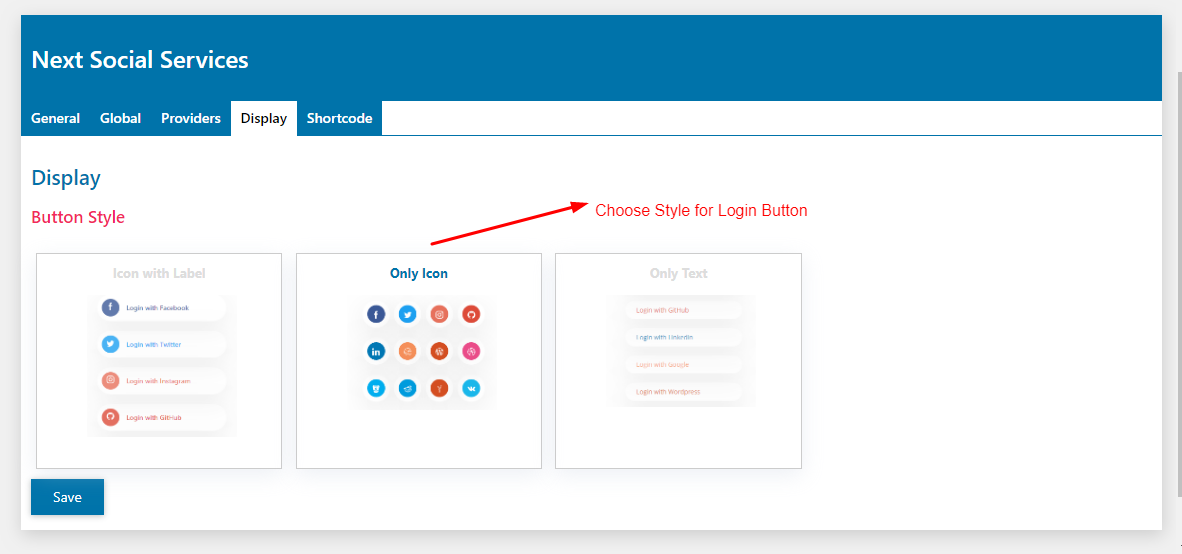 Next Social Services
General Global Providers Display Shortcode
Display
Button Style
Choose Style for Login Button
Icon with Label
Login with Facebook
Login with Twitter
Login with Instagram
Login with GitHub
Only Icon
Only Text
Login with GitHub
Login with LinkedIn
Login with Google
Login with Wordpress
Save